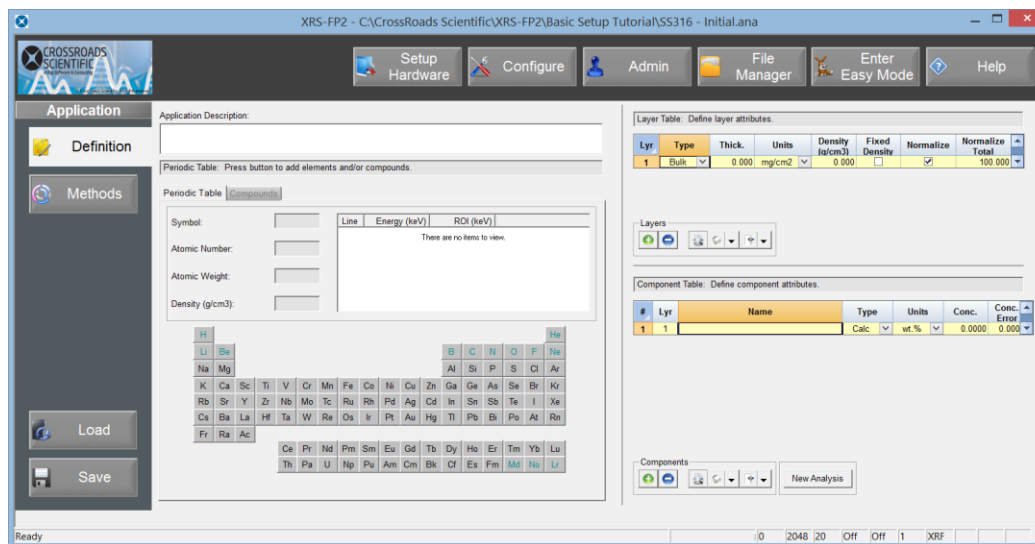 XRS-FP2 - C:\CrossRoads Scientific\XRS-FP2\Basic Setup Tutorial\SS316 - Initial.ana
CROSSROADS
SCIENTIFIC
Setup Hardware
Configure
Admin
File Manager
Enter Easy Mode
Help
Application
Definition
Methods
Load
Save
Application Description:
Periodic Table: Press button to add elements and/or compounds.
Periodic Table Compounds
Symbol:
Atomic Number:
Atomic Weight:
Density (g/cm3):
Line Energy (keV) ROI (keV)
There are no items to view.
H He
Li Be B C N O F Ne
Na Mg Al Si P S Cl Ar
K Ca Sc Ti V Cr Mn Fe Co Ni Cu Zn Ga Ge As Se Br Kr
Rb Sr Y Zr Nb Mo Tc Ru Rh Pd Ag Cd In Sn Sb Te I Xe
Cs Ba La Hf Ta W Re Os Ir Pt Au Hg Tl Pb Bi Po At Rn
Fr Ra Ac
Ce Pr Nd Pm Sm Eu Gd Tb Dy Ho Er Tm Yb Lu
Th Pa U Np Pu Am Cm Bk Cf Es Fm Md No Lr
Layer Table: Define layer attributes.
Lyr Type Thick. Units Density (g/cm3) Fixed Density Normalize Normalize Total
1 Bulk 0.000 mg/cm2 0.000 100.000
Layers
Component Table: Define component attributes.
# Lyr Name Type Units Conc. Conc. Error
1 1 Calc wt.% 0.0000 0.000
Components
New Analysis
Ready
0 2048 20 Off Off 1 XRF